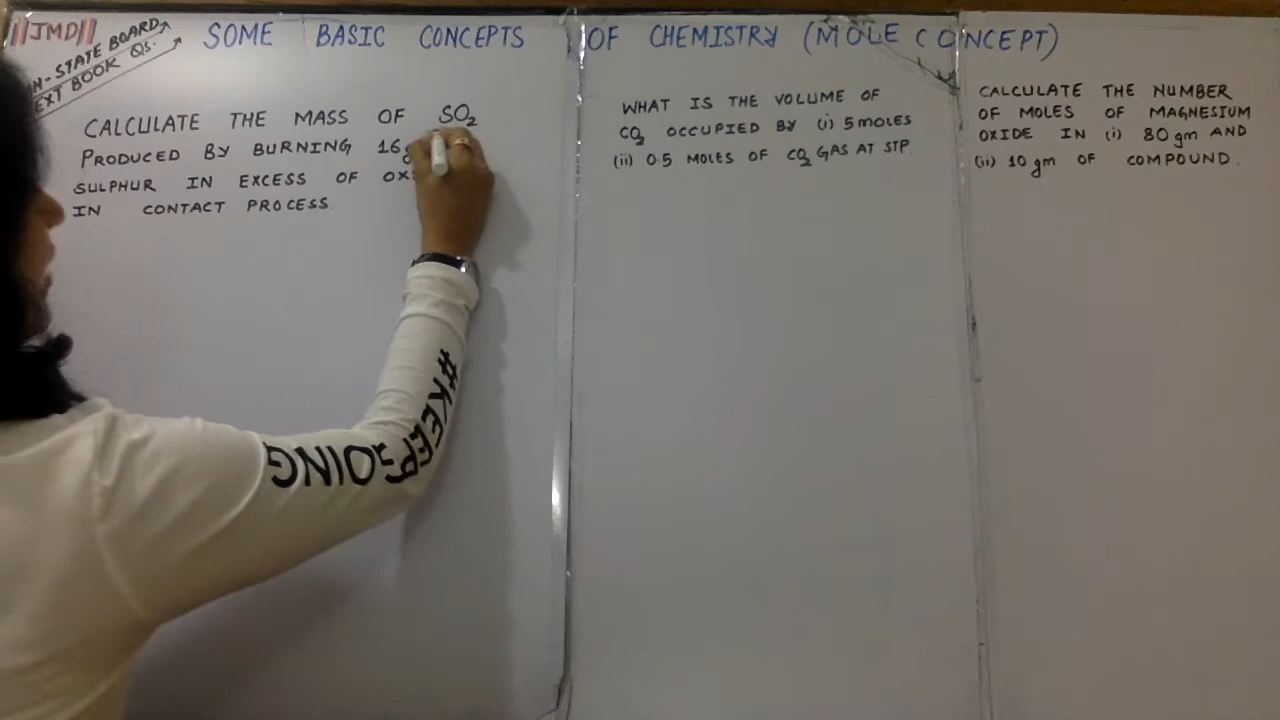 ||JMD||
SOME BASIC CONCEPTS OF CHEMISTRY (MOLE CONCEPT)
N-STATE BOARD
EXT BOOK QS.
CALCULATE THE MASS OF SO₂
PRODUCED BY BURNING 16
SULPHUR IN EXCESS OF
IN CONTACT PROCESS.
WHAT IS THE VOLUME OF
CO₂ OCCUPIED BY (i) 5 MOLES
(ii) 0.5 MOLES OF CO₂ GAS AT STP.
CALCULATE THE NUMBER
OF MOLES OF MAGNESIUM
OXIDE IN (i) 80 gm AND
(ii) 10 gm OF COMPOUND.
#KEEPGOING